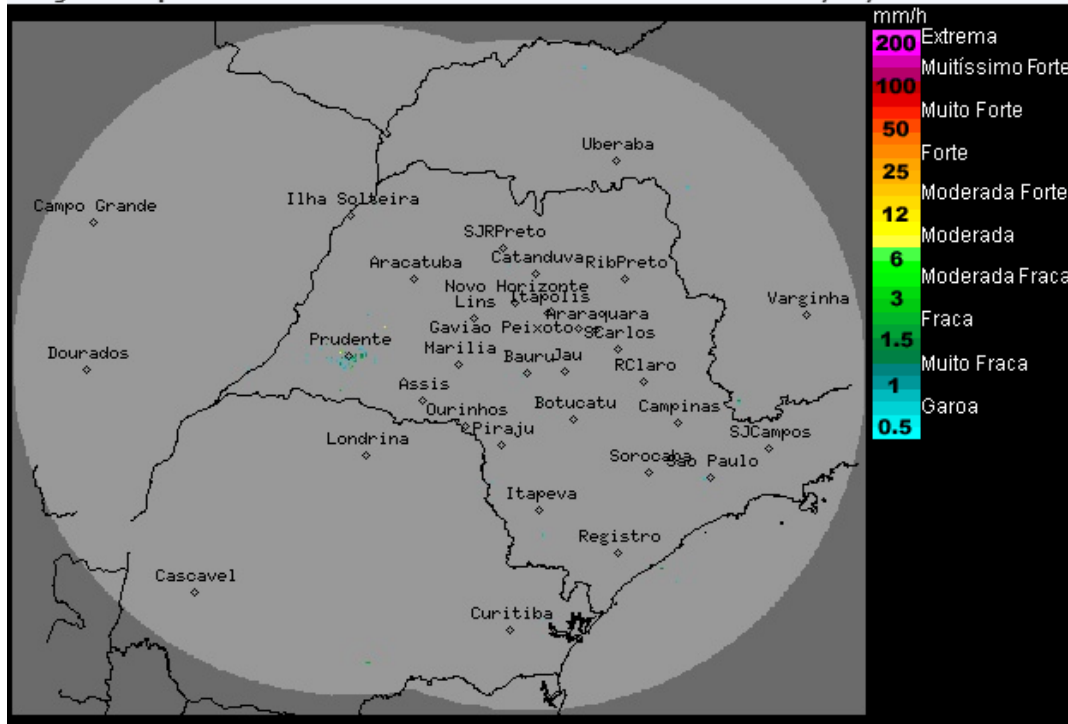 mm/h
200 Extrema
Muitíssimo Forte
100
Muito Forte
50
Forte
25
Moderada Forte
12
Moderada
6
Moderada Fraca
3
Fraca
1.5
Muito Fraca
1
Garoa
0.5
Uberaba
Campo Grande
Ilha Solteira
SJRPreto
Aracatuba
Catanduva
RibPreto
Novo Horizonte
Lins
Itapolis
Varginha
Araraquara
Gavião Peixoto
SCarlos
Prudente
Dourados
Marilia
Bauru
Jau
RClaro
Assis
Ourinhos
Botucatu
Campinas
Piraju
Londrina
SJCampos
Sorocaba
Sao Paulo
Itapeva
Registro
Cascavel
Curitiba